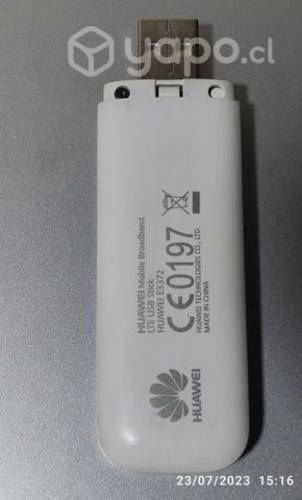 yapo.cl
HUAWEI Mobile Broadband
LTE USB Stick
HUAWEI E3372
CE0197
HUAWEI TECHNOLOGIES CO., LTD.
MADE IN CHINA
HUAWEI
23/07/2023 15:16